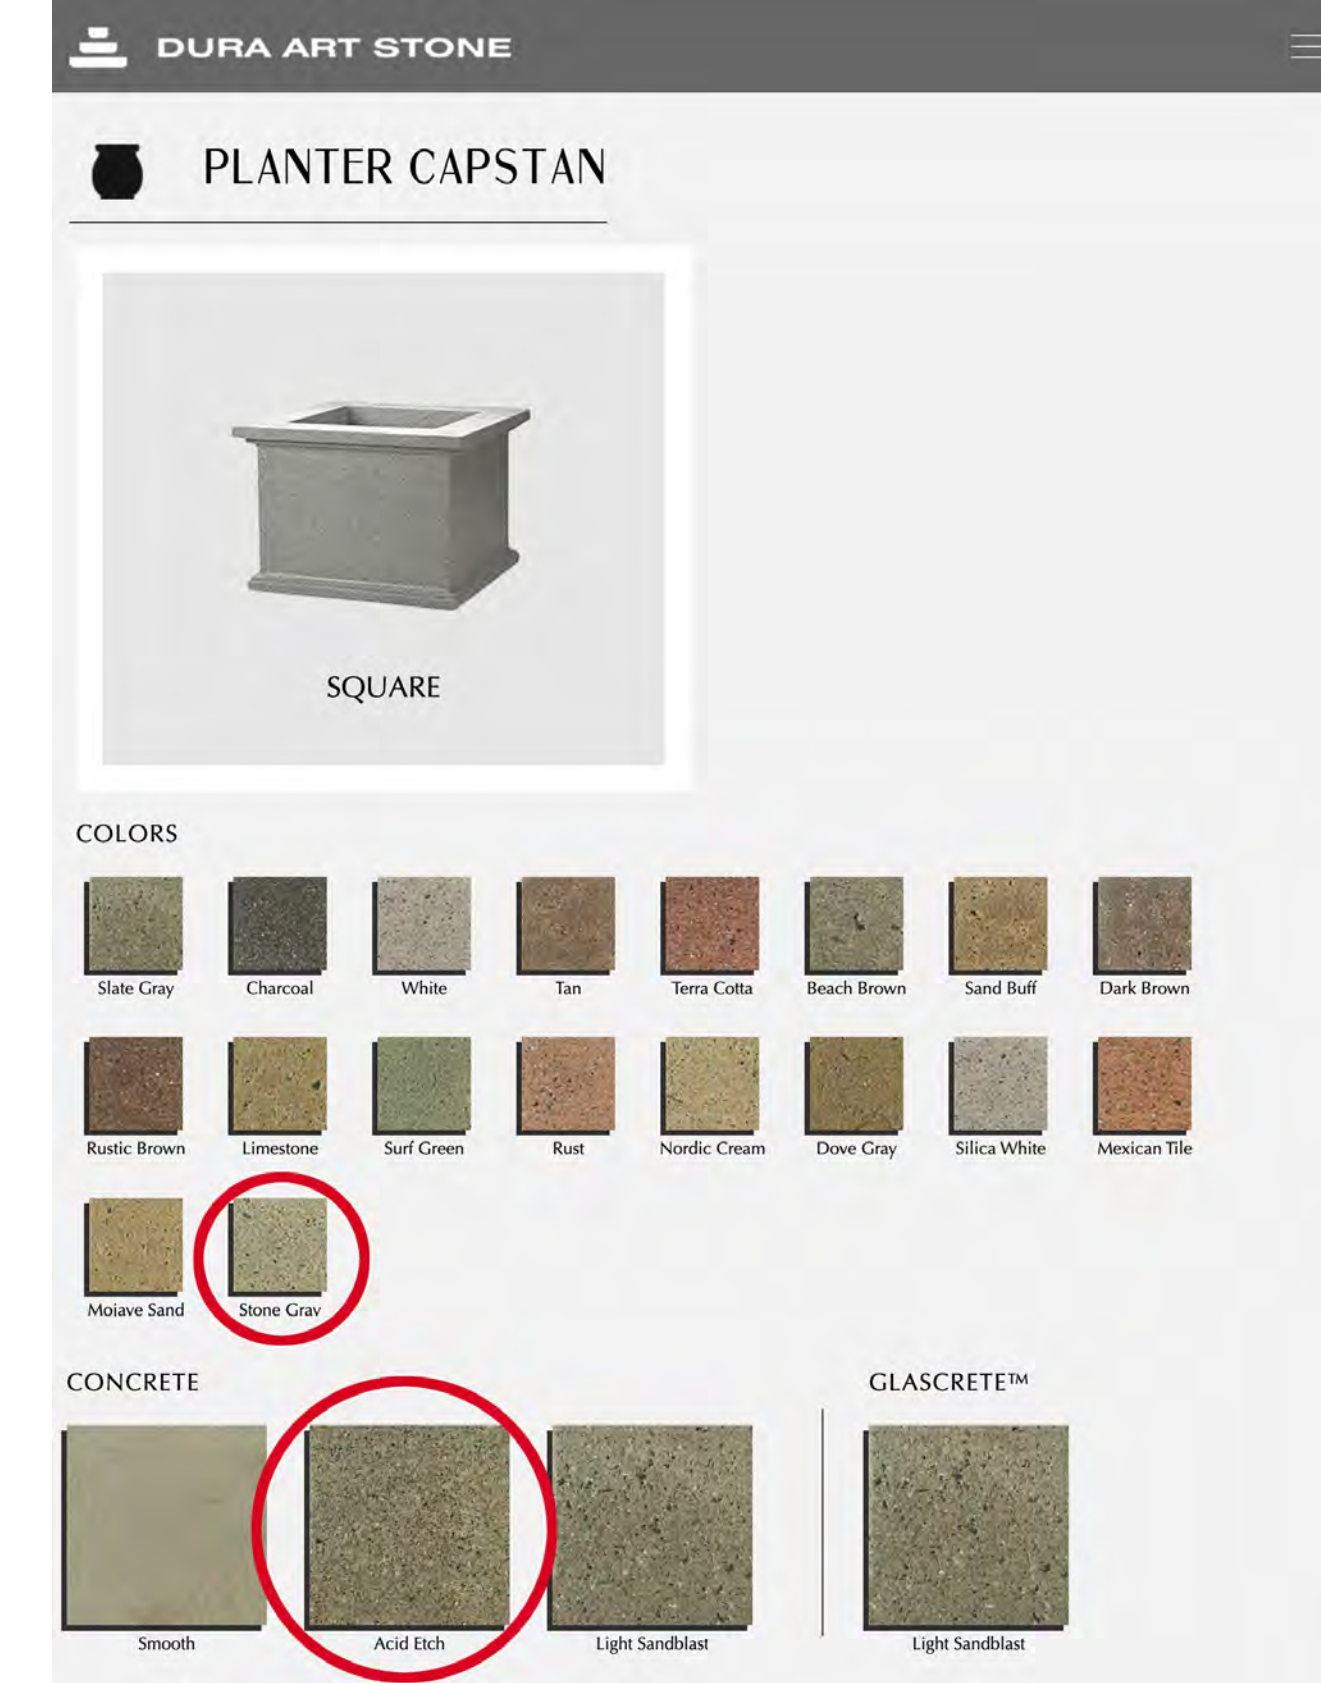 DURA ART STONE
PLANTER CAPSTAN
SQUARE
COLORS
Slate Gray Charcoal White Tan Terra Cotta Beach Brown Sand Buff Dark Brown
Rustic Brown Limestone Surf Green Rust Nordic Cream Dove Gray Silica White Mexican Tile
Mojave Sand Stone Gray
CONCRETE GLASCRETE™
Smooth Acid Etch Light Sandblast Light Sandblast